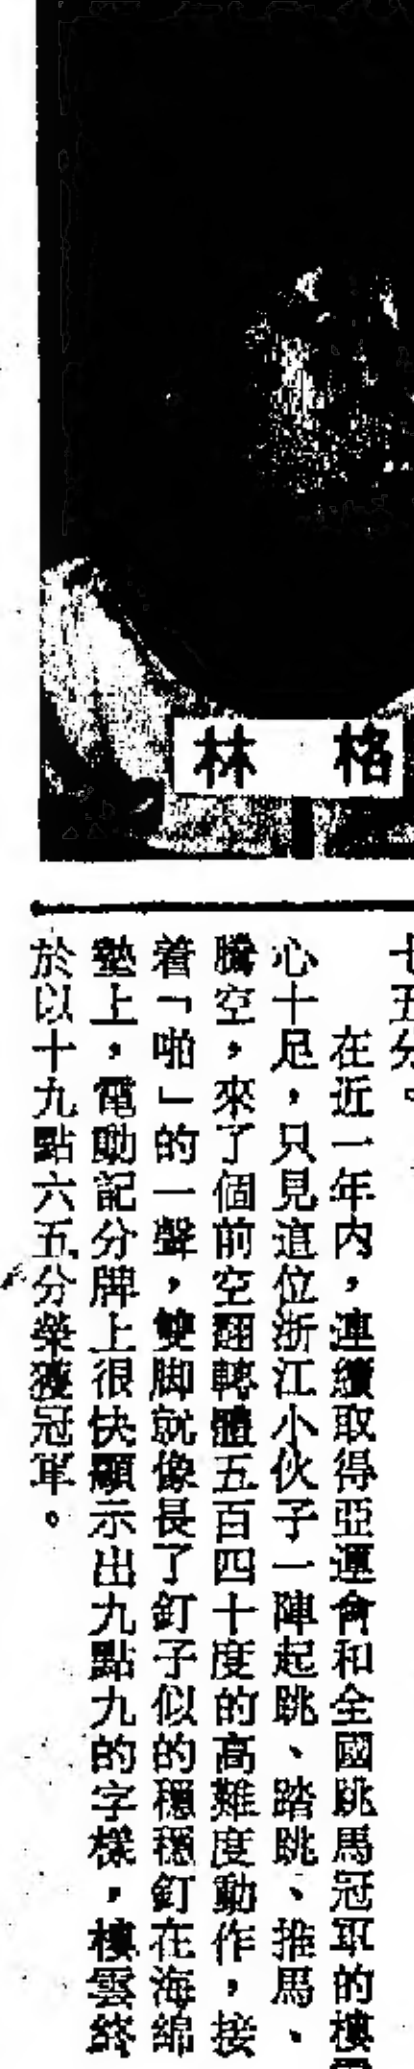 林格
七五分。
在近一年內，連續取得亞運會和全國跳馬冠軍的樓雲
心十足，只見這位浙江小伙子一陣起跳、踏跳、推馬、
騰空，來了個前空翻轉體五百四十度的高難度動作，接
着「啪」的一聲，雙脚就像長了釘子似的穩穩釘在海綿
墊上，電動記分牌上很快顯示出九點九的字樣，樓雲終
於以十九點六五分榮獲冠軍。